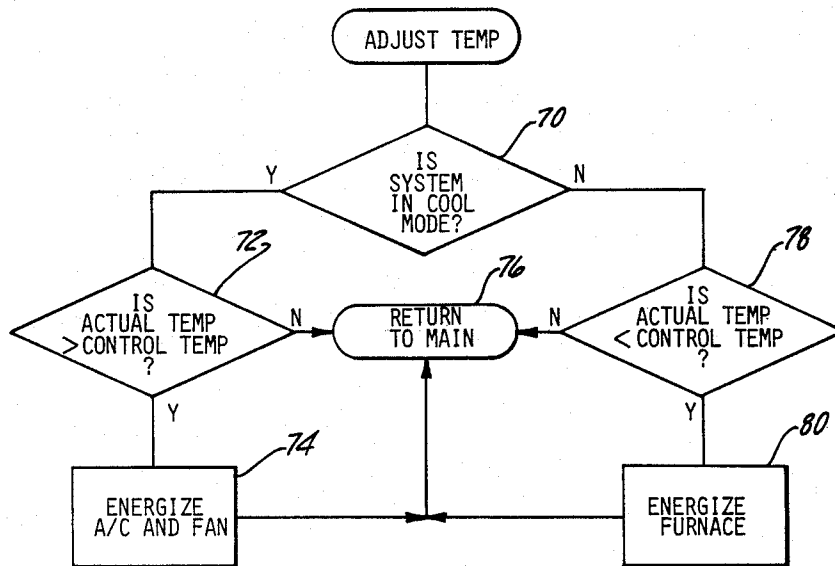 ADJUST TEMP
70
IS
SYSTEM
IN COOL
MODE?
Y
N
72
IS
ACTUAL TEMP
> CONTROL TEMP
?
N
Y
76
RETURN
TO MAIN
78
IS
ACTUAL TEMP
< CONTROL TEMP
?
N
Y
74
ENERGIZE
A/C AND FAN
80
ENERGIZE
FURNACE